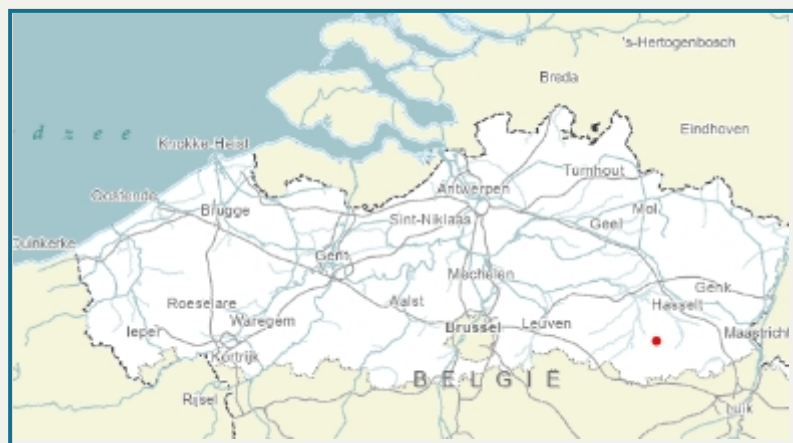 's-Hertogenbosch
Breda
dzee
Eindhoven
Knokke-Heist
Turnhout
Antwerpen
Oostende
Mol
Brugge
Sint-Niklaas
Geel
Duinkerke
Gent
Mechelen
Genk
Roeselare
Aalst
Hasselt
Waregem
Brussel
Leuven
Ieper
Maastricht
Kortrijk
BELGIË
Rijsel
Luik